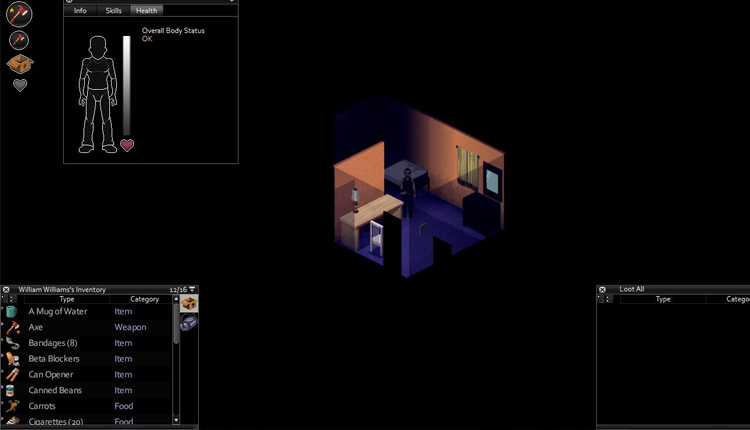 Info Skills Health
Overall Body Status
OK
William Williams's Inventory 12/16
Type Category
A Mug of Water Item
Axe Weapon
Bandages (8) Item
Beta Blockers Item
Can Opener Item
Canned Beans Item
Carrots Food
Cigarettes (20) Food
Loot All
Type Catego